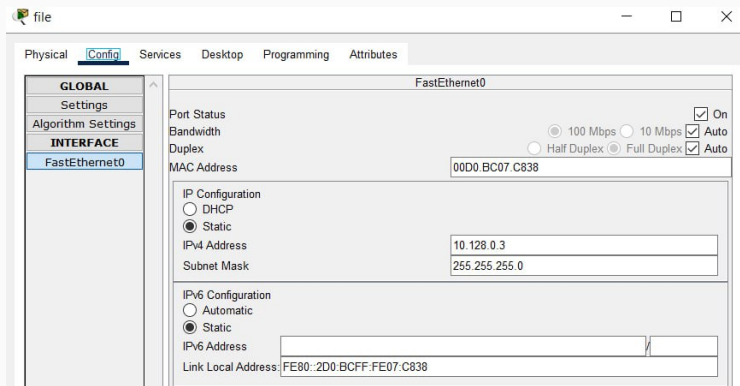 file
Physical Config Services Desktop Programming Attributes
GLOBAL
Settings
Algorithm Settings
INTERFACE
FastEthernet0
FastEthernet0
Port Status On
Bandwidth 100 Mbps 10 Mbps Auto
Duplex Half Duplex Full Duplex Auto
MAC Address 00D0.BC07.C838
IP Configuration
DHCP
Static
IPv4 Address 10.128.0.3
Subnet Mask 255.255.255.0
IPv6 Configuration
Automatic
Static
IPv6 Address /
Link Local Address: FE80::2D0:BCFF:FE07:C838